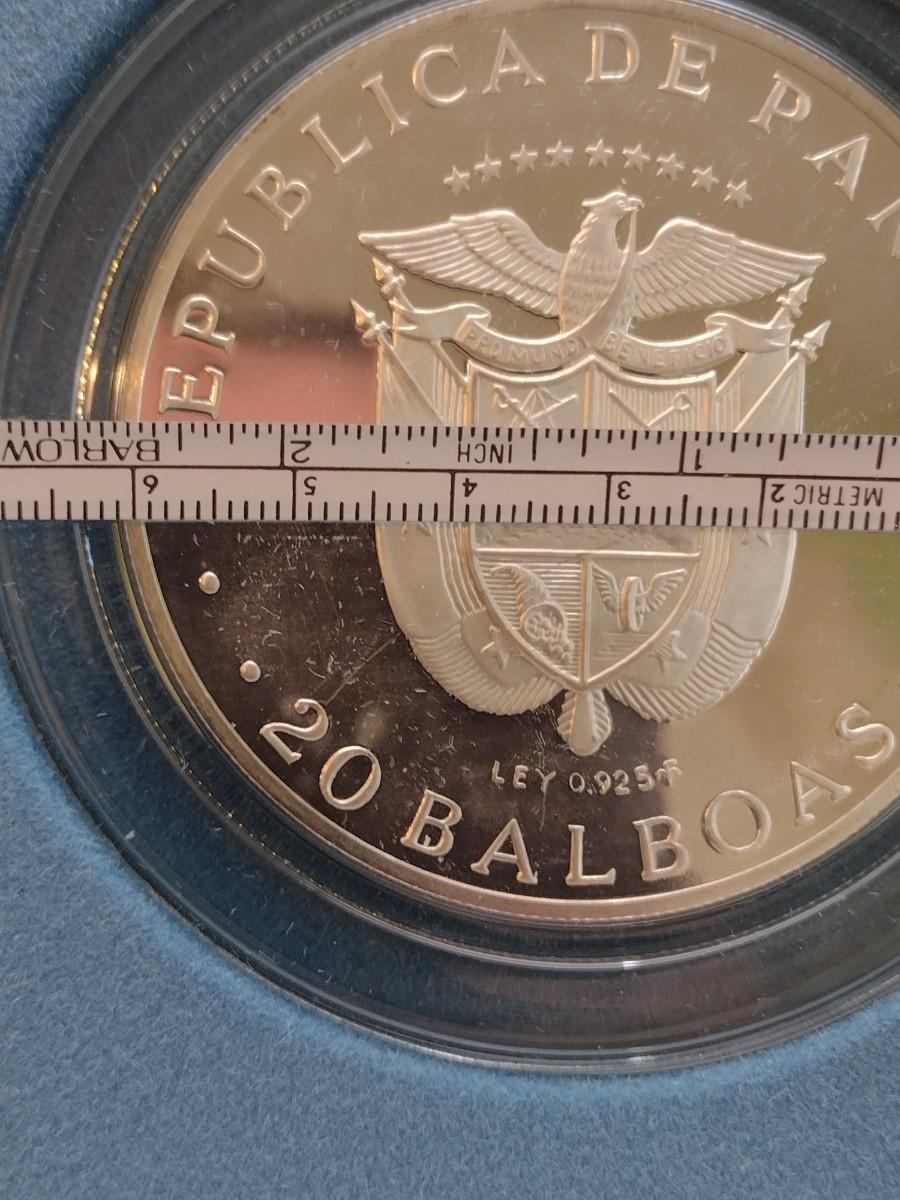 EPUBLICA DE PA
PRO MUNDI BENEFICIO
BARLOW 2 INCH 1
6 5 4 3 2 METRIC
LEY 0.925
20 BALBOAS